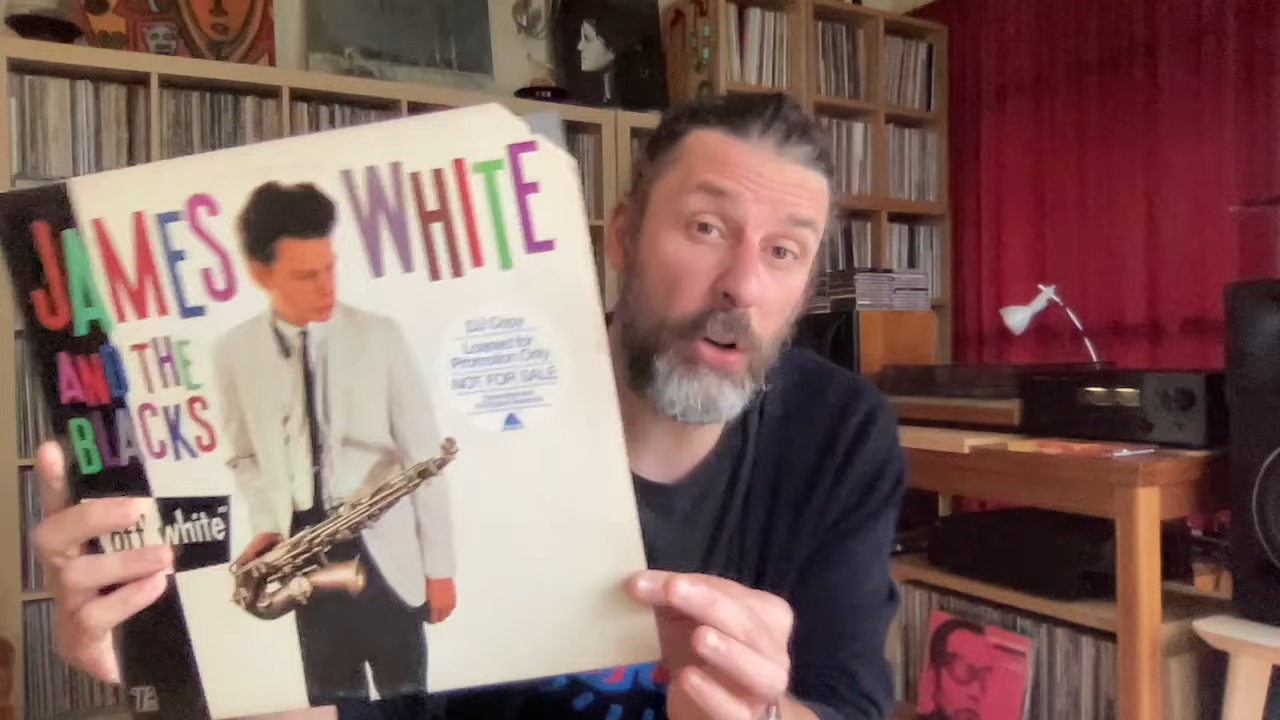 JAMES WHITE
AND THE
BLACKS
"off white"
DJ Copy
Loaned for
Promotion Only
NOT FOR SALE